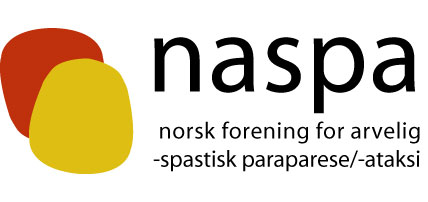 naspa
norsk forening for arvelig
-spastisk paraparese/-ataksi